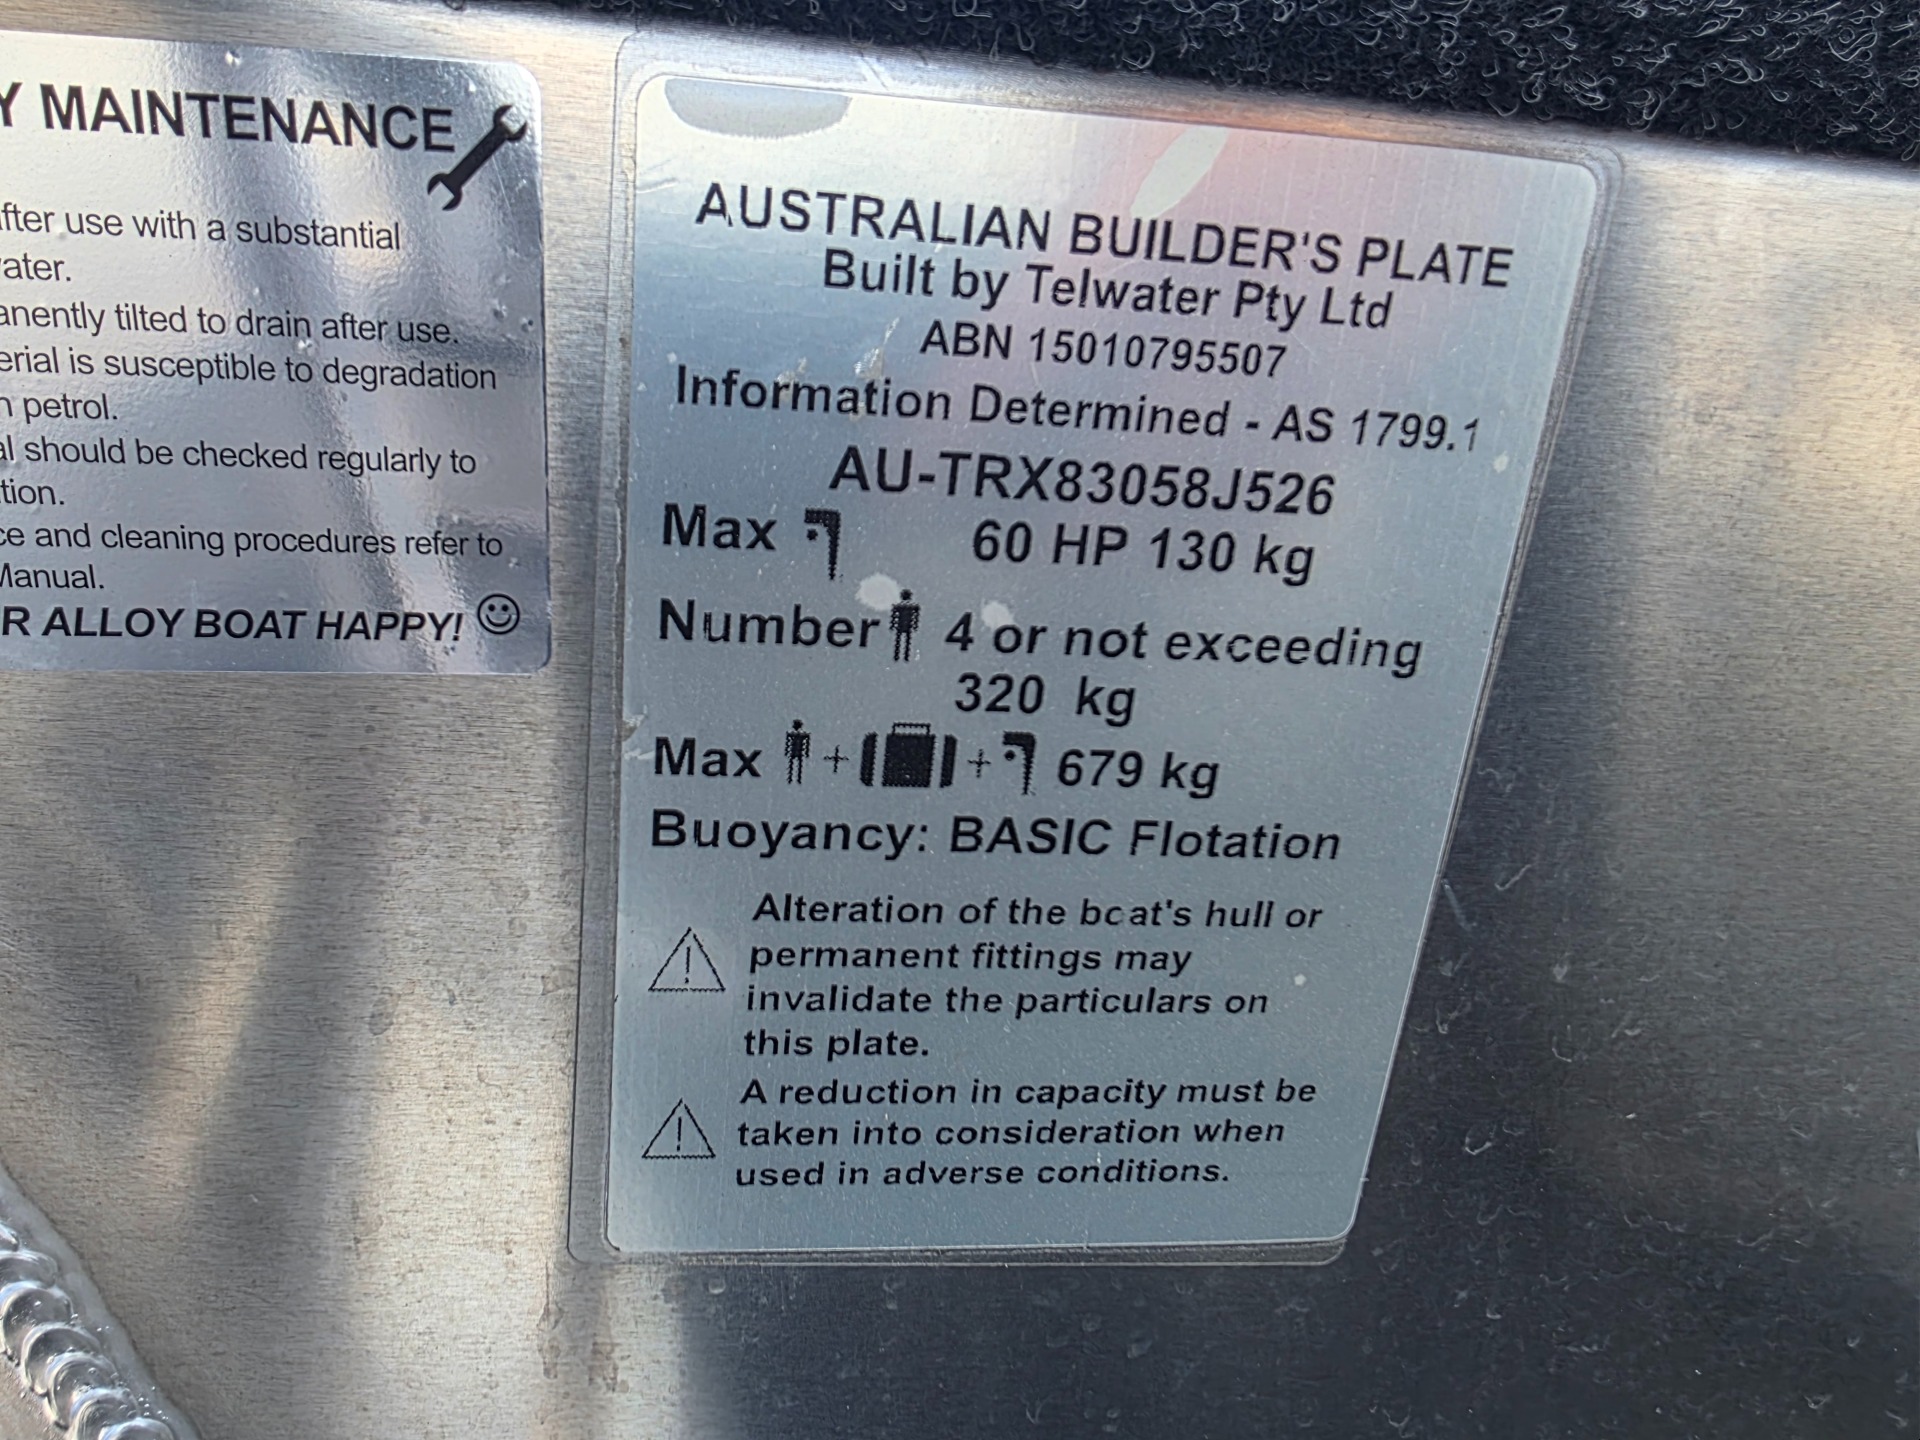 Y MAINTENANCE
after use with a substantial
water.
anently tilted to drain after use.
erial is susceptible to degradation
n petrol.
al should be checked regularly to
tion.
ce and cleaning procedures refer to
Manual.
R ALLOY BOAT HAPPY!
AUSTRALIAN BUILDER'S PLATE
Built by Telwater Pty Ltd
ABN 15010795507
Information Determined - AS 1799.1
AU-TRX83058J526
Max 60 HP 130 kg
Number 4 or not exceeding
320 kg
Max + + 679 kg
Buoyancy: BASIC Flotation
Alteration of the boat's hull or
permanent fittings may
invalidate the particulars on
this plate.
A reduction in capacity must be
taken into consideration when
used in adverse conditions.